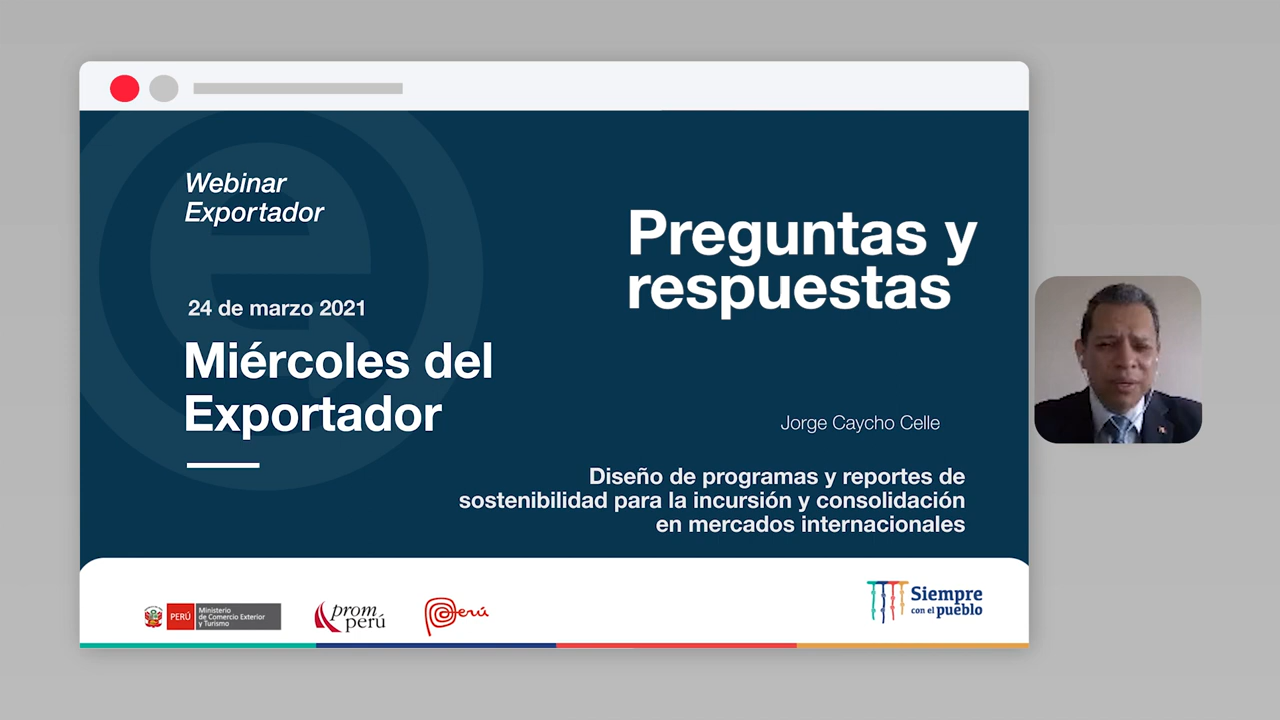 Webinar
Exportador
24 de marzo 2021
Miércoles del
Exportador
Preguntas y
respuestas
Jorge Caycho Celle
Diseño de programas y reportes de
sostenibilidad para la incursión y consolidación
en mercados internacionales
PERÚ
Ministerio
de Comercio Exterior
y Turismo
prom
perú
Perú
Siempre
con el pueblo